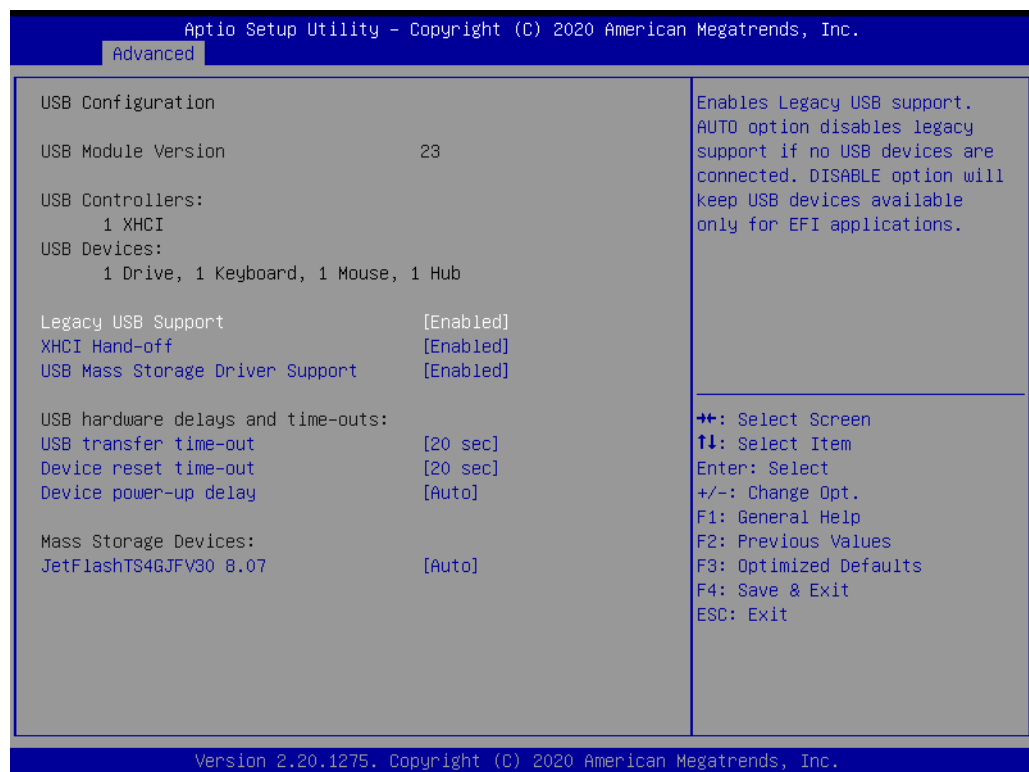 Aptio Setup Utility – Copyright (C) 2020 American Megatrends, Inc.
Advanced
USB Configuration
USB Module Version 23
USB Controllers:
1 XHCI
USB Devices:
1 Drive, 1 Keyboard, 1 Mouse, 1 Hub
Legacy USB Support [Enabled]
XHCI Hand-off [Enabled]
USB Mass Storage Driver Support [Enabled]
USB hardware delays and time-outs:
USB transfer time-out [20 sec]
Device reset time-out [20 sec]
Device power-up delay [Auto]
Mass Storage Devices:
JetFlashTS4GJFV30 8.07 [Auto]
Enables Legacy USB support.
AUTO option disables legacy
support if no USB devices are
connected. DISABLE option will
keep USB devices available
only for EFI applications.
→←: Select Screen
↑↓: Select Item
Enter: Select
+/-: Change Opt.
F1: General Help
F2: Previous Values
F3: Optimized Defaults
F4: Save & Exit
ESC: Exit
Version 2.20.1275. Copyright (C) 2020 American Megatrends, Inc.